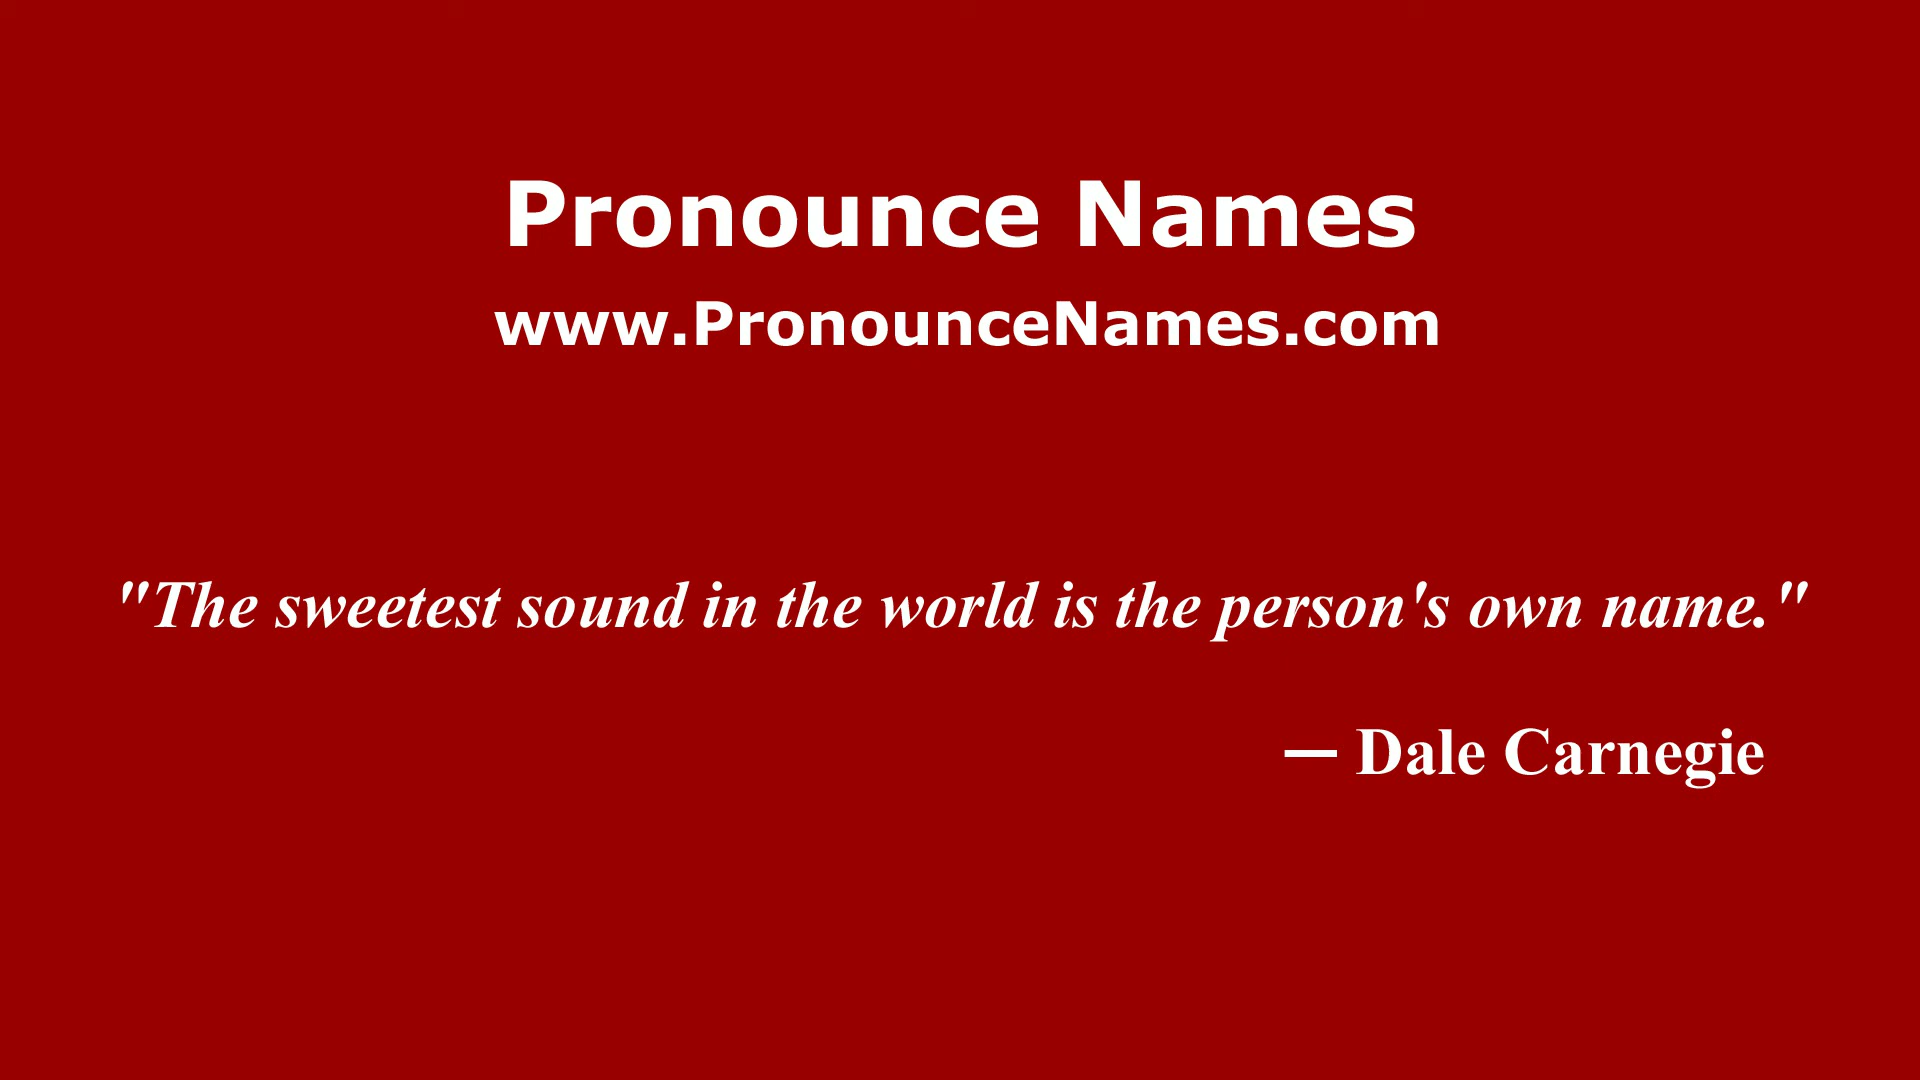 Pronounce Names
www.PronounceNames.com
"The sweetest sound in the world is the person's own name."
— Dale Carnegie